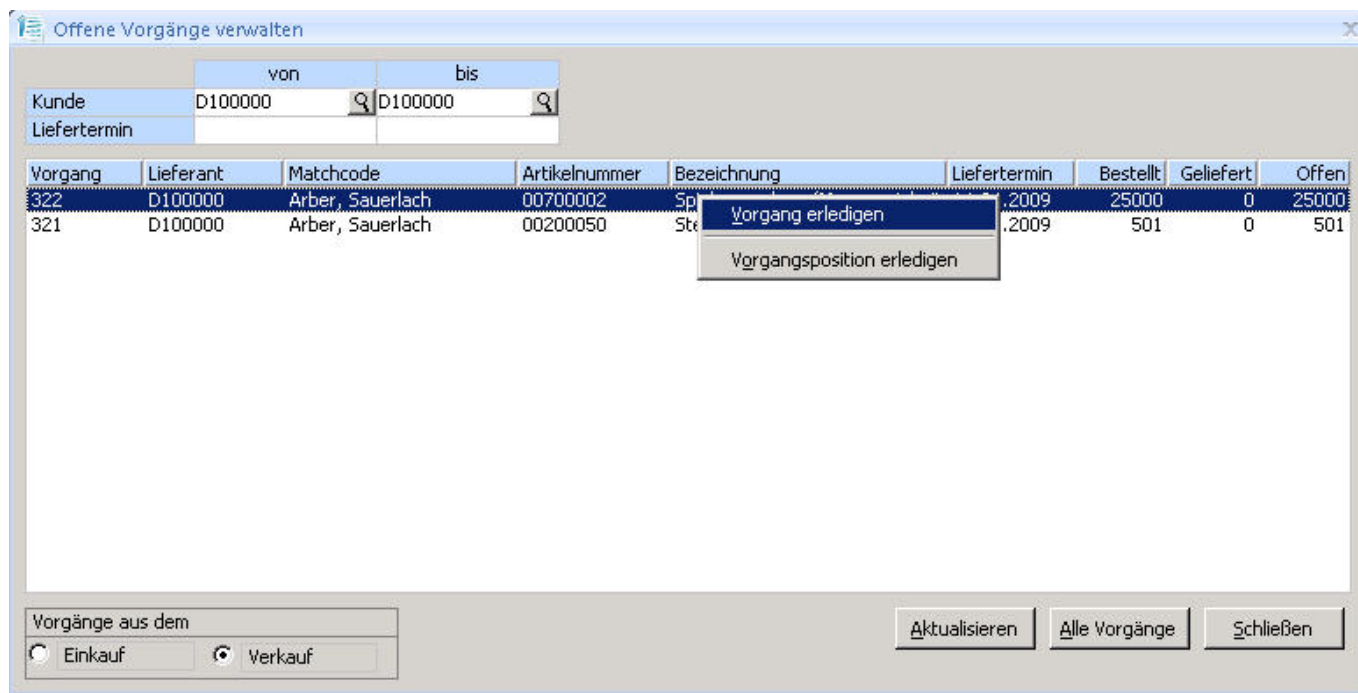 Offene Vorgänge verwalten
von bis
Kunde D100000 D100000
Liefertermin
Vorgang Lieferant Matchcode Artikelnummer Bezeichnung Liefertermin Bestellt Geliefert Offen
322 D100000 Arber, Sauerlach 00700002 .2009 25000 0 25000
321 D100000 Arber, Sauerlach 00200050 .2009 501 0 501
Vorgang erledigen
Vorgangsposition erledigen
Vorgänge aus dem
Einkauf Verkauf
Aktualisieren Alle Vorgänge Schließen